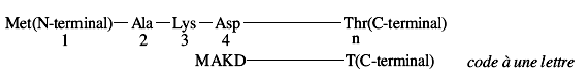 Met(N-terminal)—Ala—Lys—Asp————Thr(C-terminal)
1 2 3 4 n
MAKD————T(C-terminal) code à une lettre